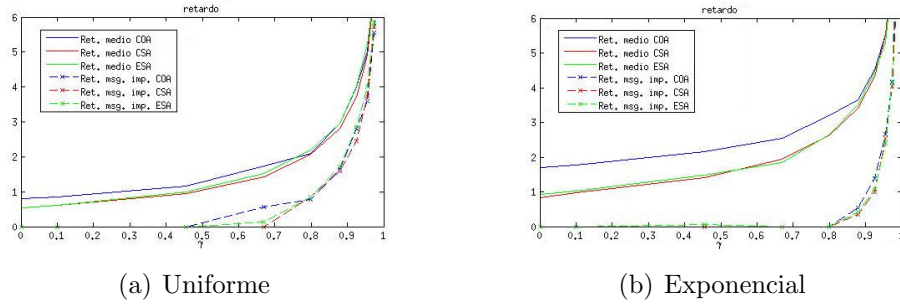 retardo
6
5
4
3
2
1
0
Ret. medio COA
Ret. medio CSA
Ret. medio ESA
Ret. msg. imp. COA
Ret. msg. imp. CSA
Ret. msg. imp. ESA
0 0.1 0.2 0.3 0.4 0.5 0.6 0.7 0.8 0.9 1
γ
(a) Uniforme
retardo
6
5
4
3
2
1
0
Ret. medio COA
Ret. medio CSA
Ret. medio ESA
Ret. msg. imp. COA
Ret. msg. imp. CSA
Ret. msg. imp. ESA
0 0.1 0.2 0.3 0.4 0.5 0.6 0.7 0.8 0.9 1
γ
(b) Exponencial